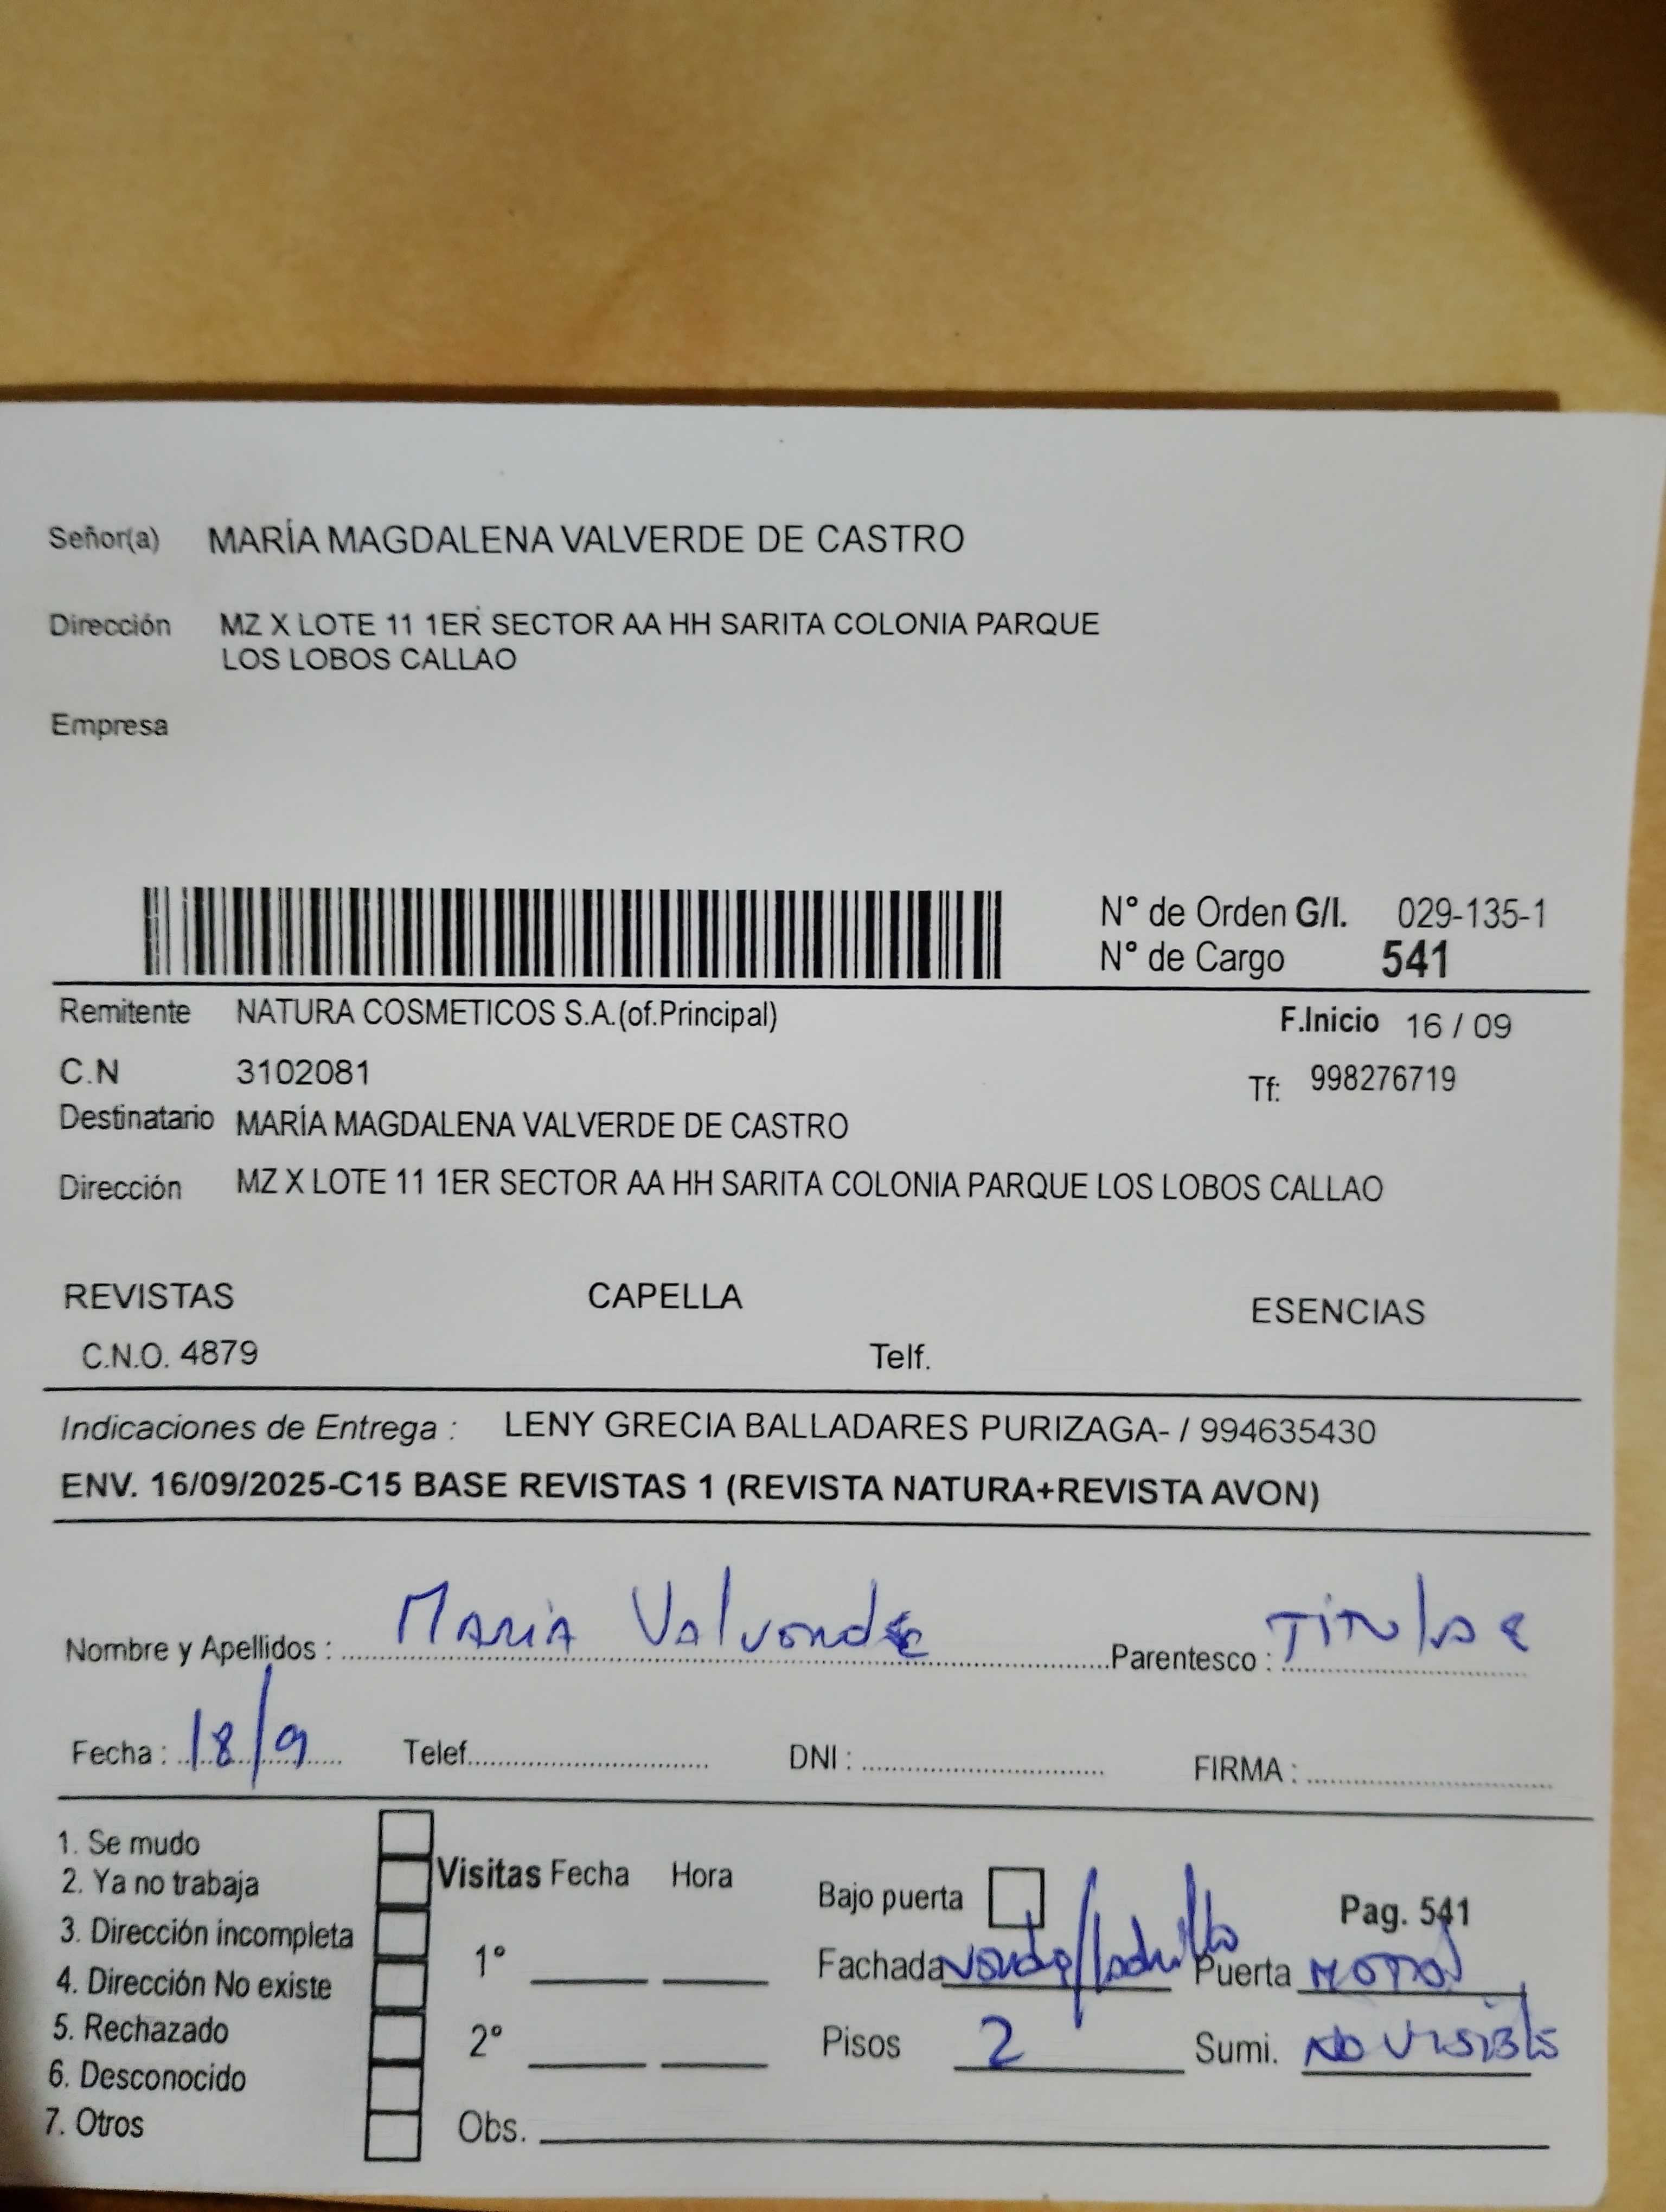 Señor(a) MARÍA MAGDALENA VALVERDE DE CASTRO
Dirección MZ X LOTE 11 1ER SECTOR AA HH SARITA COLONIA PARQUE
LOS LOBOS CALLAO
Empresa
N° de Orden G/I. 029-135-1
N° de Cargo 541
Remitente NATURA COSMETICOS S.A.(of.Principal) F.Inicio 16 / 09
C.N 3102081 Tf: 998276719
Destinatario MARÍA MAGDALENA VALVERDE DE CASTRO
Dirección MZ X LOTE 11 1ER SECTOR AA HH SARITA COLONIA PARQUE LOS LOBOS CALLAO
REVISTAS CAPELLA ESENCIAS
C.N.O. 4879 Telf.
Indicaciones de Entrega : LENY GRECIA BALLADARES PURIZAGA- / 994635430
ENV. 16/09/2025-C15 BASE REVISTAS 1 (REVISTA NATURA+REVISTA AVON)
Nombre y Apellidos : Maria Valverde Parentesco : Titular
Fecha : 18/9 Telef. DNI : FIRMA :
1. Se mudo
2. Ya no trabaja Visitas Fecha Hora Bajo puerta Pag. 541
3. Dirección incompleta
4. Dirección No existe 1° Fachada Verde/ladrillo Puerta Metal
5. Rechazado 2° Pisos 2 Sumi. No visible
6. Desconocido
7. Otros Obs.